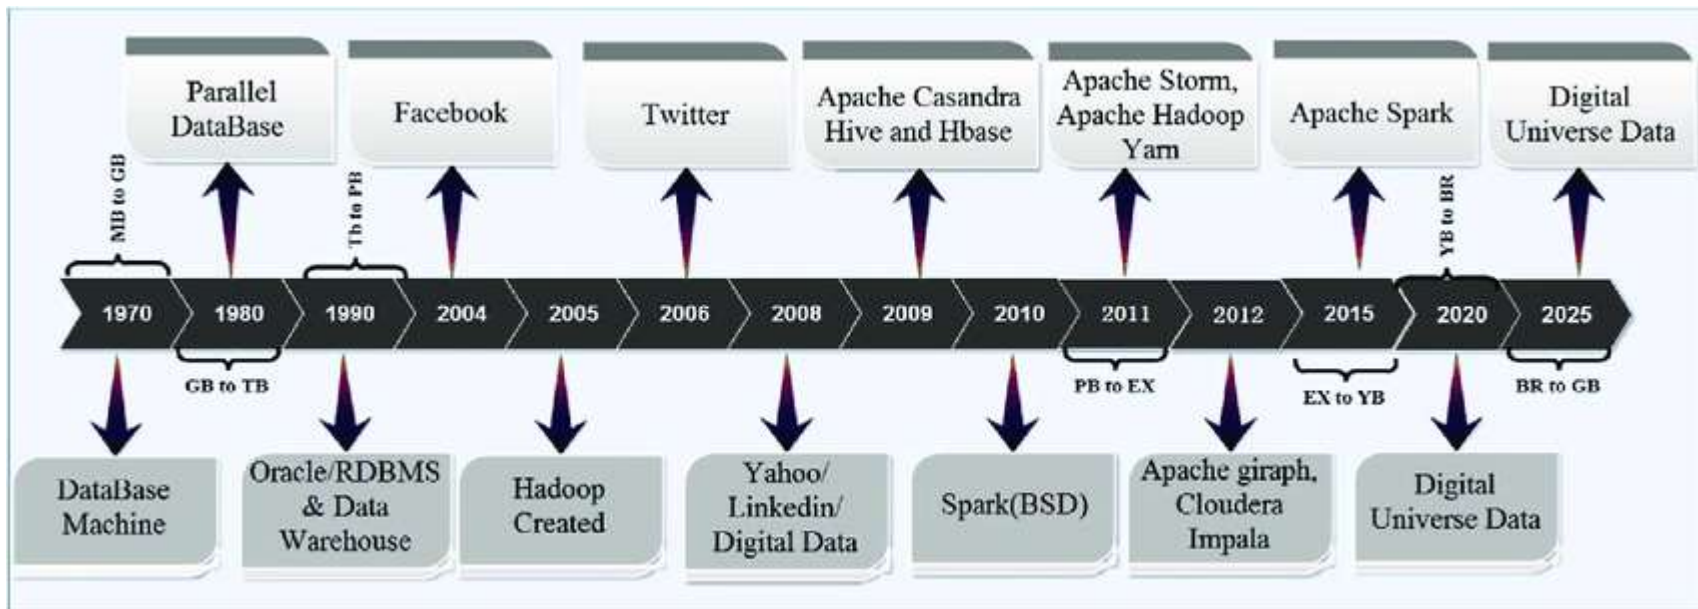 Parallel
DataBase
Facebook
Twitter
Apache Casandra
Hive and Hbase
Apache Storm,
Apache Hadoop
Yarn
Apache Spark
Digital
Universe Data
MB to GB
Tb to PB
YB to BR
1970
1980
1990
2004
2005
2006
2008
2009
2010
2011
2012
2015
2020
2025
GB to TB
PB to EX
EX to YB
BR to GB
DataBase
Machine
Oracle/RDBMS
& Data
Warehouse
Hadoop
Created
Yahoo/
Linkedin/
Digital Data
Spark(BSD)
Apache giraph,
Cloudera
Impala
Digital
Universe Data